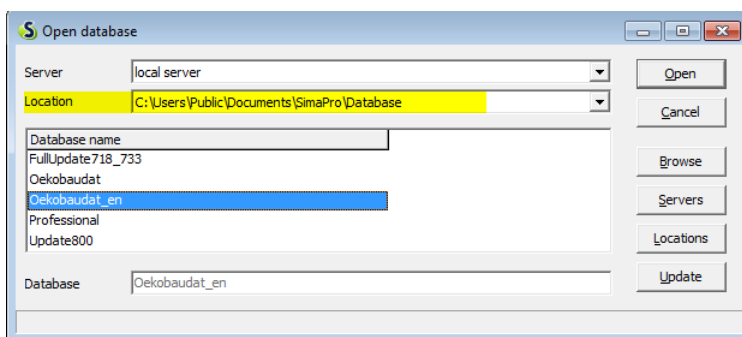 Open database
Server local server Open
Location C:\Users\Public\Documents\SimaPro\Database Cancel
Database name
FullUpdate718_733 Browse
Oekobaudat
Oekobaudat_en Servers
Professional
Update800 Locations
Database Oekobaudat_en Update